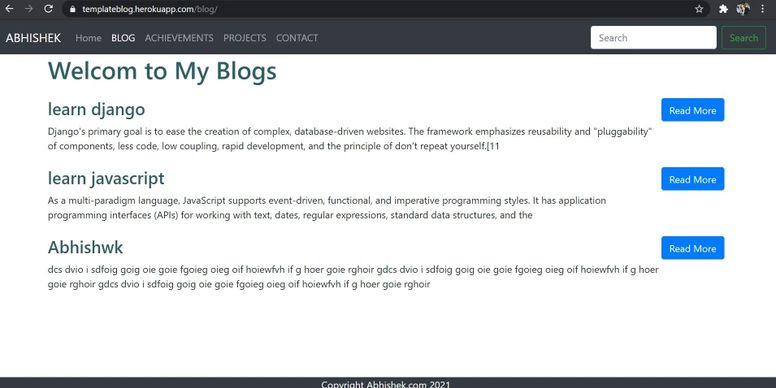 templateblog.herokuapp.com/blog/
ABHISHEK Home BLOG ACHIEVEMENTS PROJECTS CONTACT Search Search
Welcom to My Blogs
learn django Read More
Django's primary goal is to ease the creation of complex, database-driven websites. The framework emphasizes reusability and "pluggability"
of components, less code, low coupling, rapid development, and the principle of don't repeat yourself.[11
learn javascript Read More
As a multi-paradigm language, JavaScript supports event-driven, functional, and imperative programming styles. It has application
programming interfaces (APIs) for working with text, dates, regular expressions, standard data structures, and the
Abhishwk Read More
dcs dvio i sdfoig goig oie goie fgoieg oieg oif hoiewfvh if g hoer goie rghoir gdcs dvio i sdfoig goig oie goie fgoieg oieg oif hoiewfvh if g hoer
goie rghoir gdcs dvio i sdfoig goig oie goie fgoieg oieg oif hoiewfvh if g hoer goie rghoir
Copyright Abhishek.com 2021